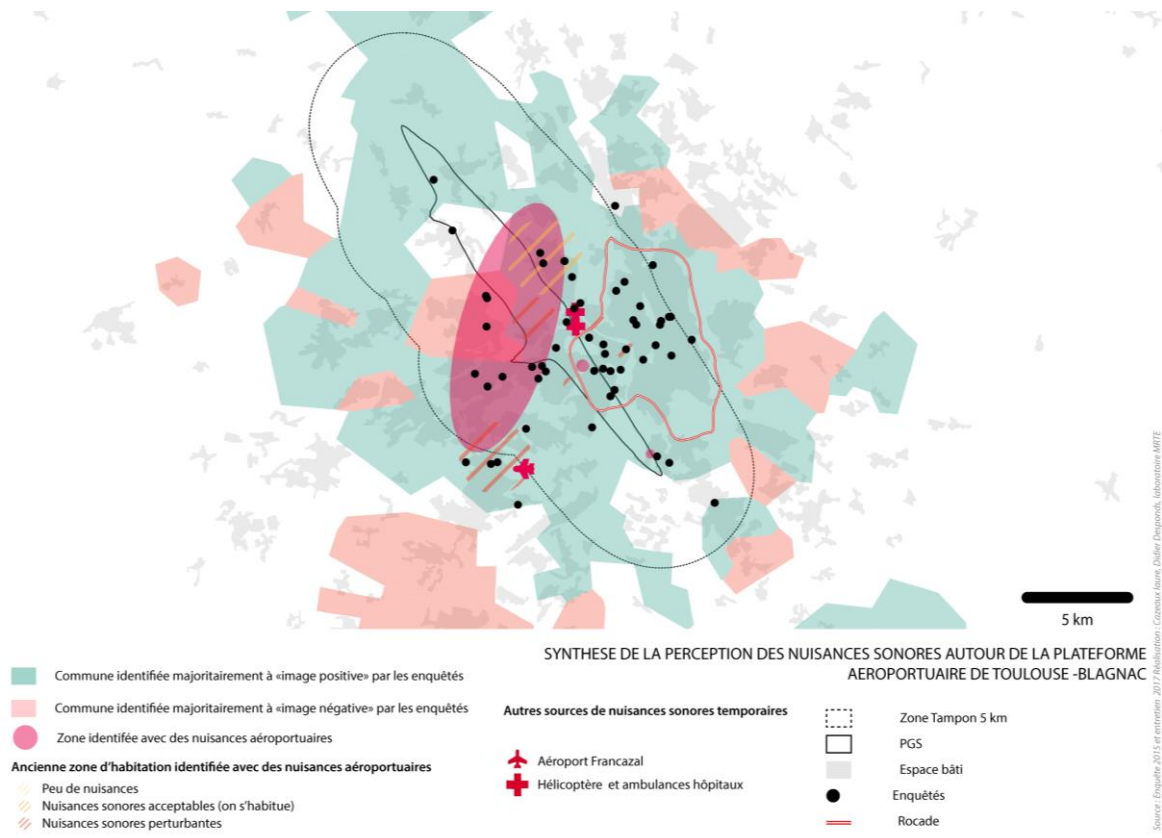 5 km
SYNTHESE DE LA PERCEPTION DES NUISANCES SONORES AUTOUR DE LA PLATEFORME
AEROPORTUAIRE DE TOULOUSE -BLAGNAC
Commune identifiée majoritairement à «image positive» par les enquêtés
Commune identifiée majoritairement à «image négative» par les enquêtés
Zone identifée avec des nuisances aéroportuaires
Ancienne zone d'habitation identifiée avec des nuisances aéroportuaires
Peu de nuisances
Nuisances sonores acceptables (on s'habitue)
Nuisances sonores perturbantes
Autres sources de nuisances sonores temporaires
Aéroport Francazal
Hélicoptère et ambulances hôpitaux
Zone Tampon 5 km
PGS
Espace bâti
Enquêtés
Rocade
Source : Enquête 2015 et entretien 2017 Réalisation : Cazeaux laure, Didier Desponds, laboratoire MRTE